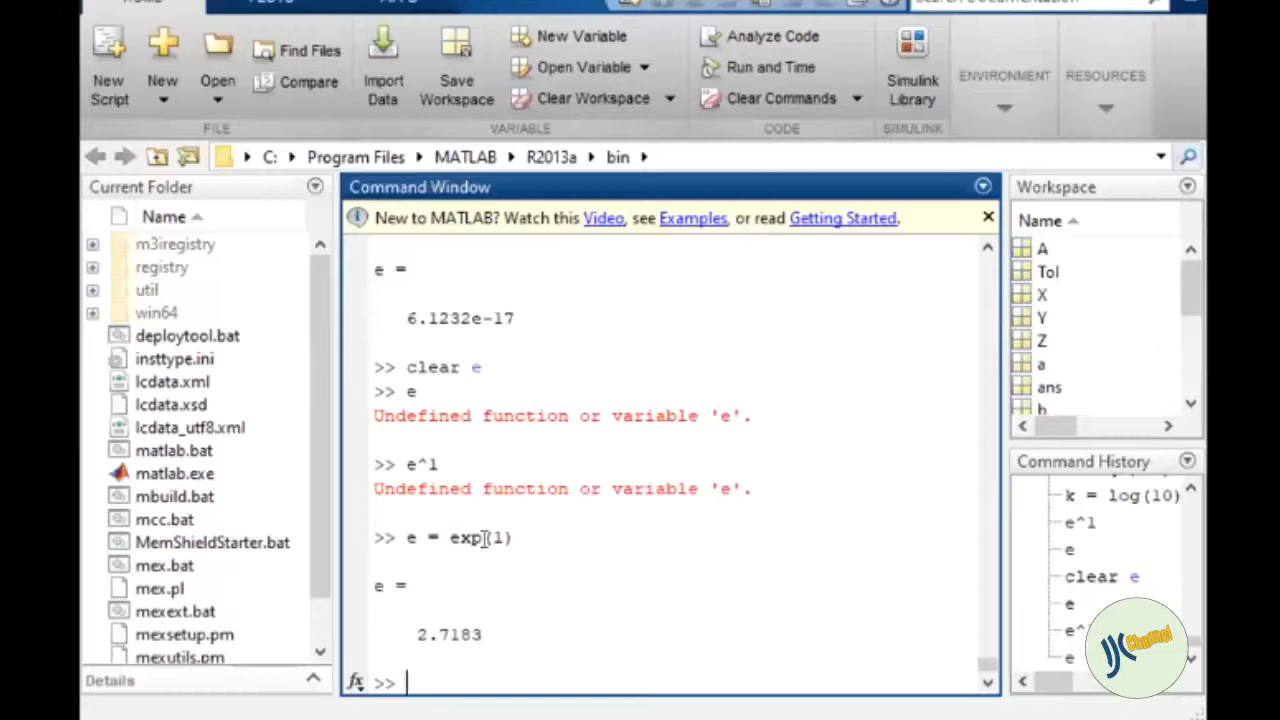 New Script
New
Open
Find Files
Compare
FILE
Import Data
Save Workspace
New Variable
Open Variable
Clear Workspace
VARIABLE
Analyze Code
Run and Time
Clear Commands
CODE
Simulink Library
SIMULINK
ENVIRONMENT
RESOURCES
C: Program Files MATLAB R2013a bin
Current Folder
Name
m3iregistry
registry
util
win64
deploytool.bat
insttype.ini
lcdata.xml
lcdata.xsd
lcdata_utf8.xml
matlab.bat
matlab.exe
mbuild.bat
mcc.bat
MemShieldStarter.bat
mex.bat
mex.pl
mexext.bat
mexsetup.pm
mexutils.pm
Details
Command Window
New to MATLAB? Watch this Video, see Examples, or read Getting Started.
e =
6.1232e-17
>> clear e
>> e
Undefined function or variable 'e'.
>> e^1
Undefined function or variable 'e'.
>> e = exp(1)
e =
2.7183
fx >>
Workspace
Name
A
Tol
X
Y
Z
a
ans
b
Command History
k = log(10)
e^1
e
clear e
e
e^
e
JJC Channel